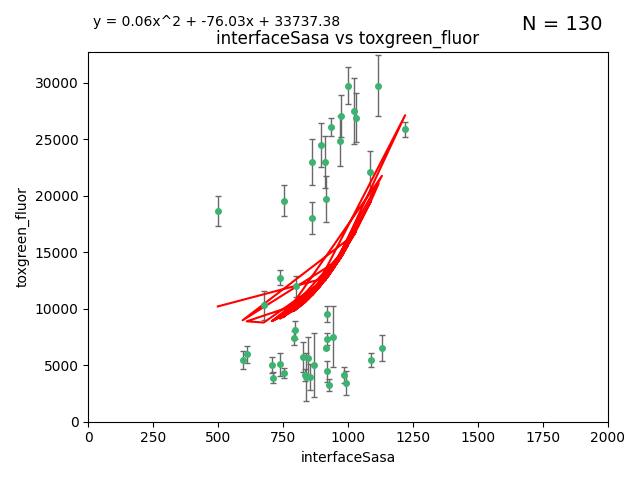 y = 0.06x^2 + -76.03x + 33737.38
N = 130
interfaceSasa vs toxgreen_fluor
toxgreen_fluor
30000
25000
20000
15000
10000
5000
0
0 250 500 750 1000 1250 1500 1750 2000
interfaceSasa